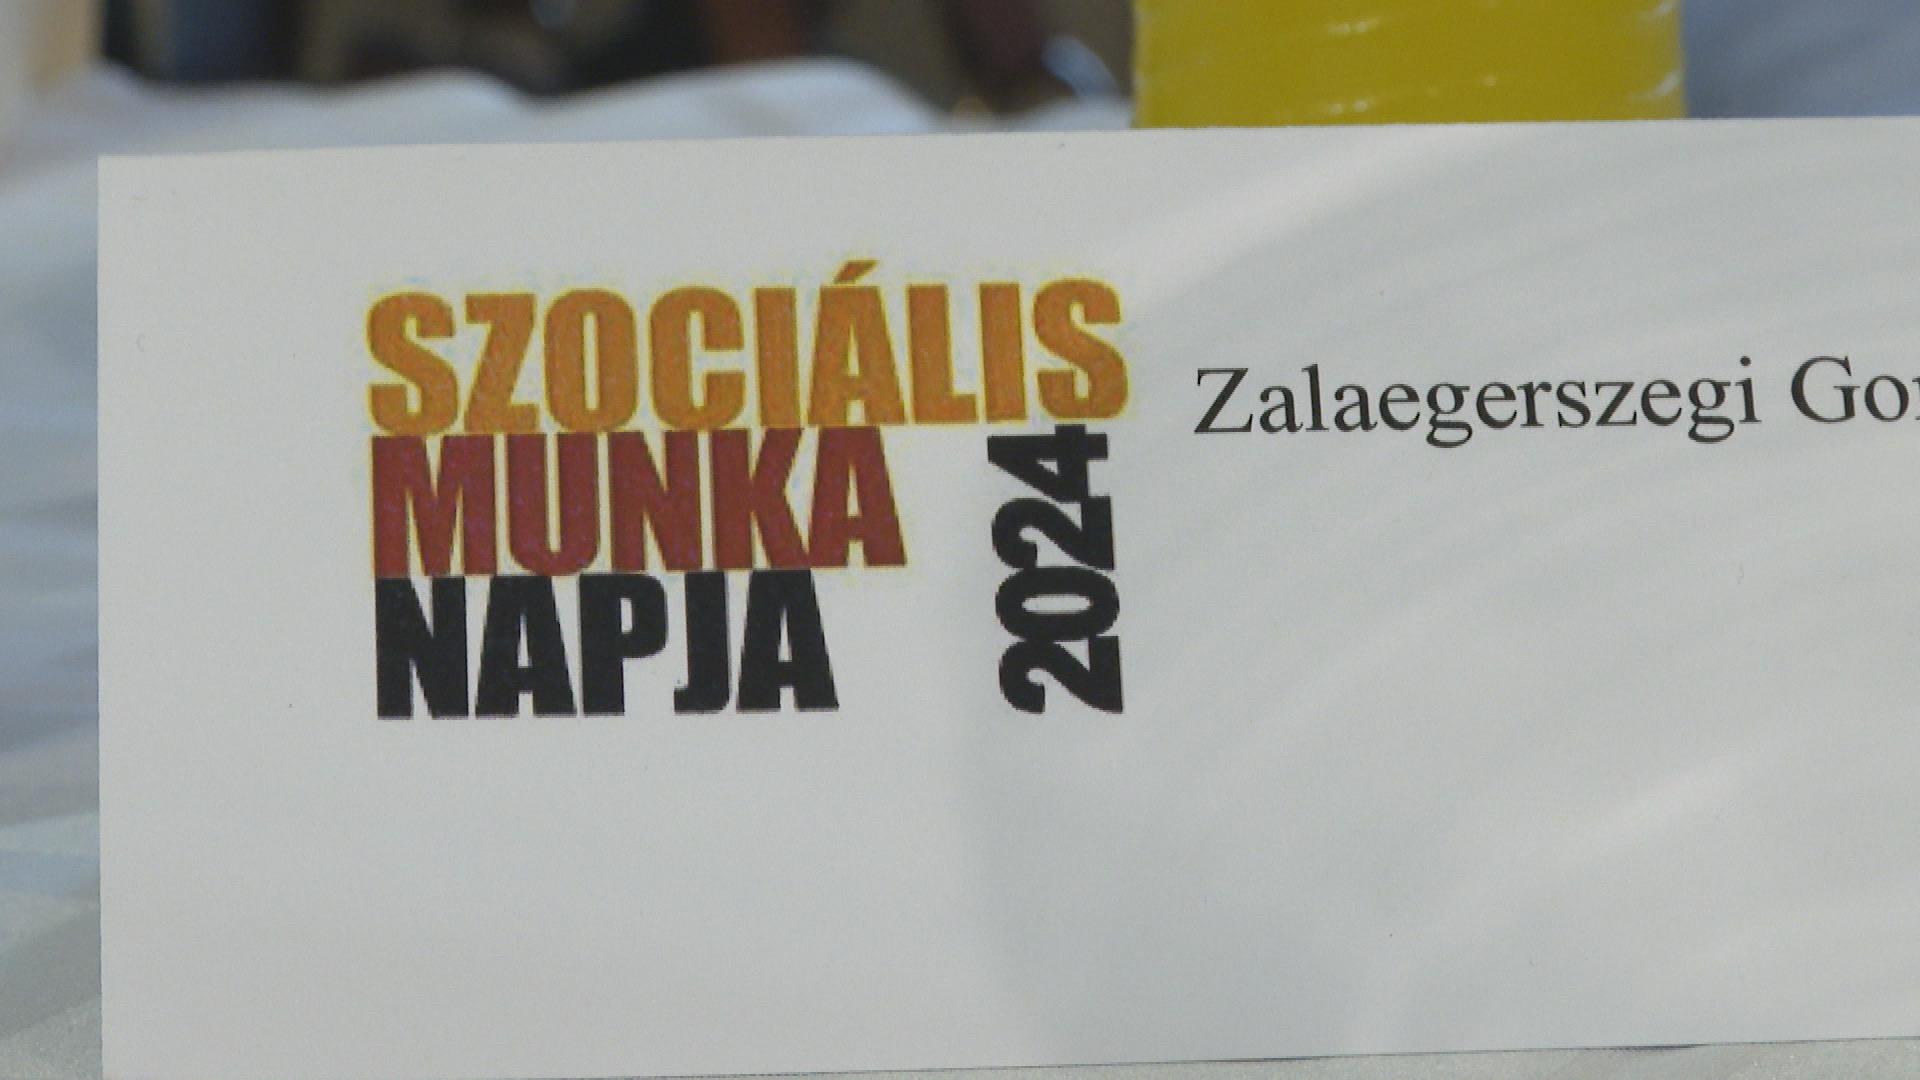 SZOCIÁLIS
MUNKA
NAPJA
2024
Zalaegerszegi